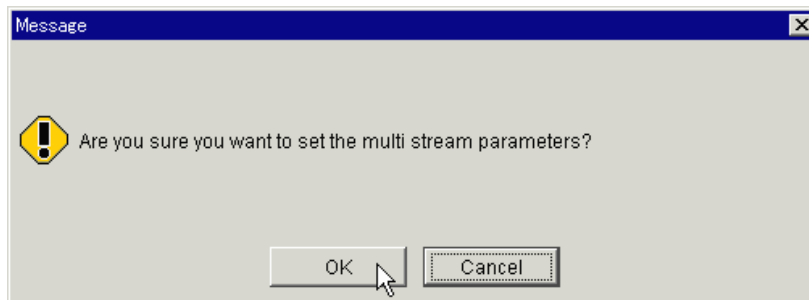 Message
Are you sure you want to set the multi stream parameters?
OK Cancel